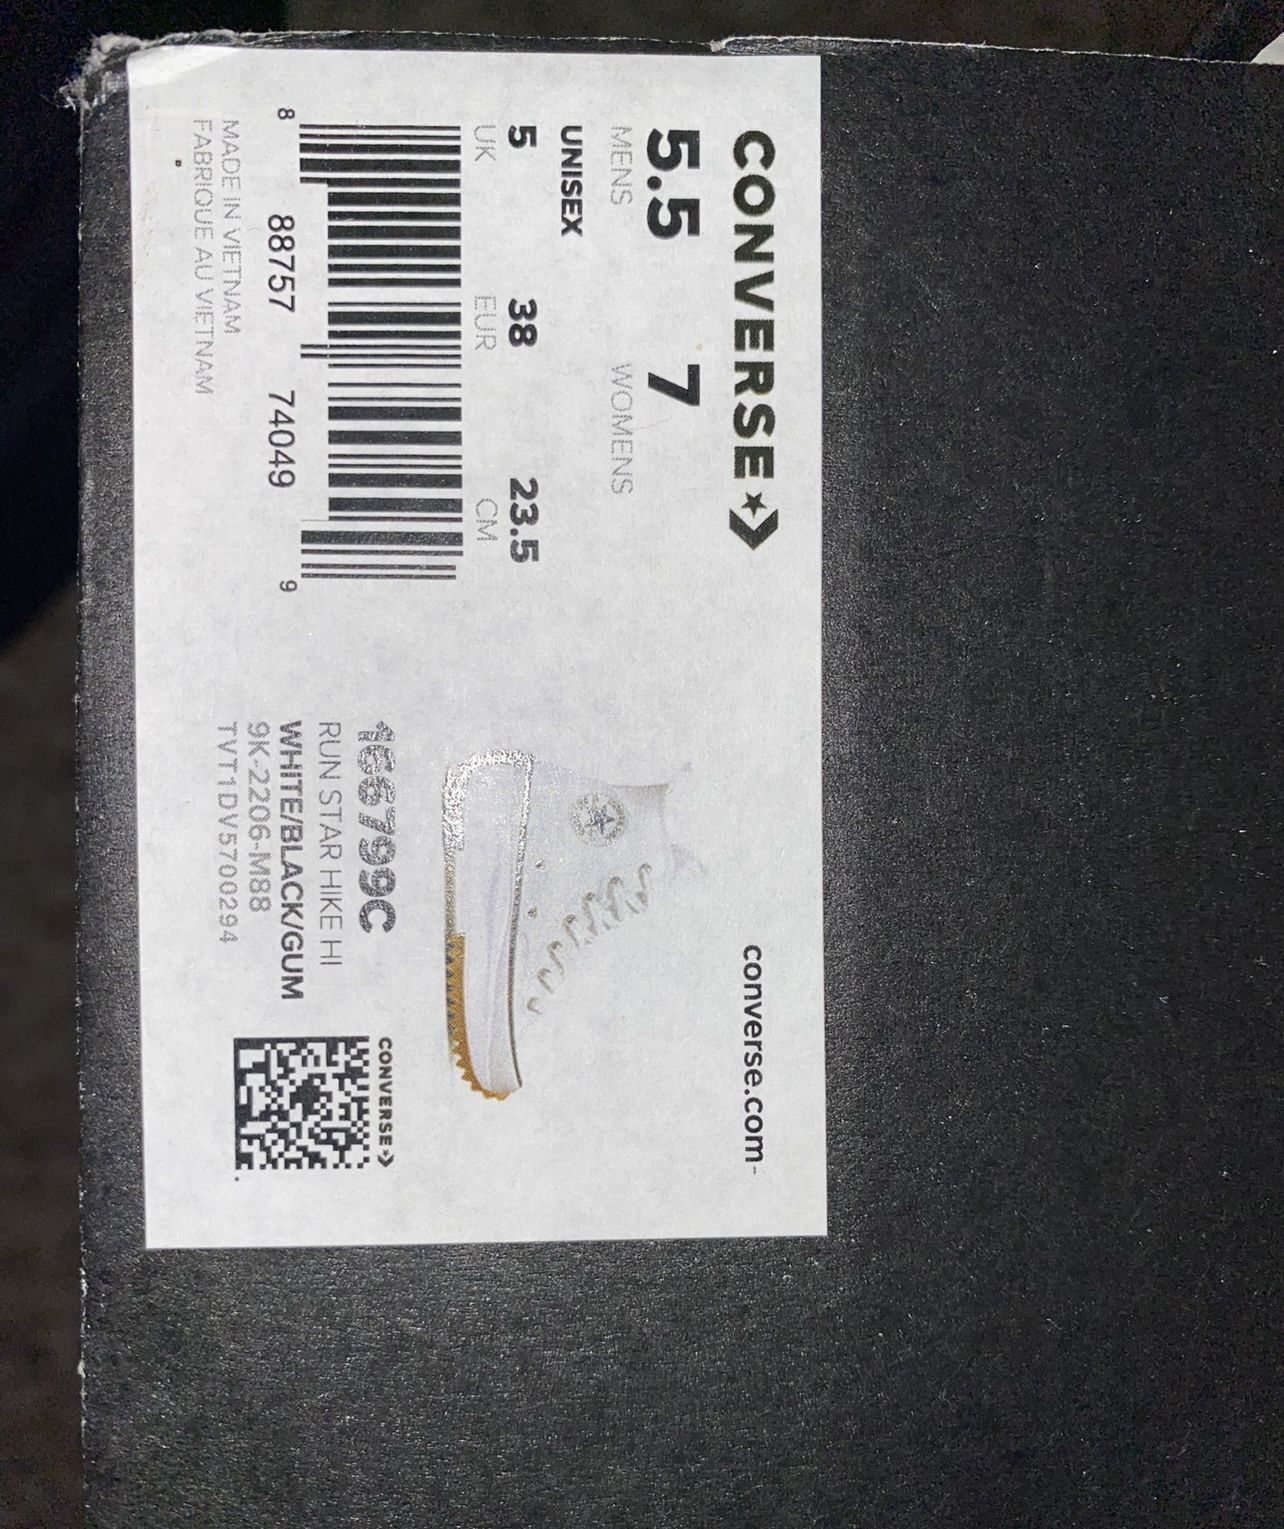 CONVERSE
converse.com
5.5 7
MENS WOMENS
UNISEX
5 38 23.5
UK EUR CM
8 88757 74049 9
MADE IN VIETNAM
FABRIQUE AU VIETNAM
166799C
RUN STAR HIKE HI
WHITE/BLACK/GUM
9K-2206-M88
TVT1DV5700294
CONVERSE